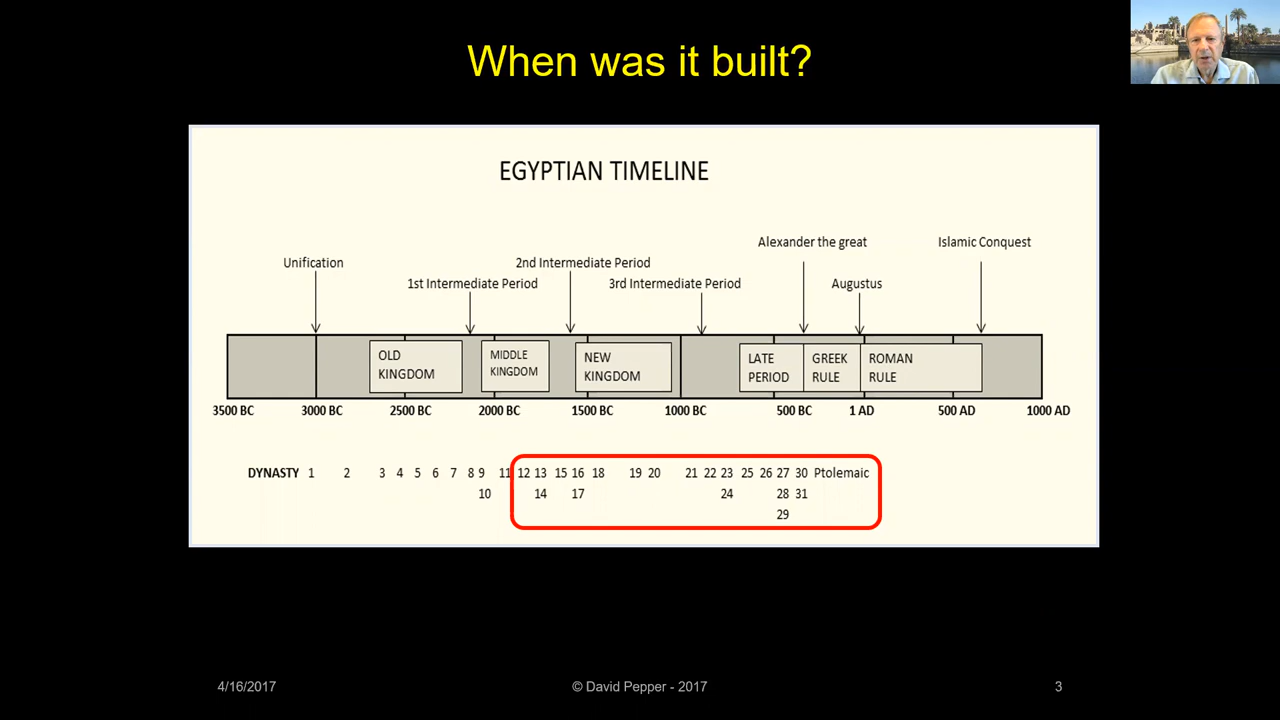 When was it built?
EGYPTIAN TIMELINE
Alexander the great
Islamic Conquest
Unification
2nd Intermediate Period
1st Intermediate Period
3rd Intermediate Period
Augustus
OLD
KINGDOM
MIDDLE
KINGDOM
NEW
KINGDOM
LATE
PERIOD
GREEK
RULE
ROMAN
RULE
3500 BC 3000 BC 2500 BC 2000 BC 1500 BC 1000 BC 500 BC 1 AD 500 AD 1000 AD
DYNASTY 1 2 3 4 5 6 7 8 9 11 12 13 15 16 18 19 20 21 22 23 25 26 27 30 Ptolemaic
10 14 17 24 28 31
29
4/16/2017 © David Pepper - 2017 3